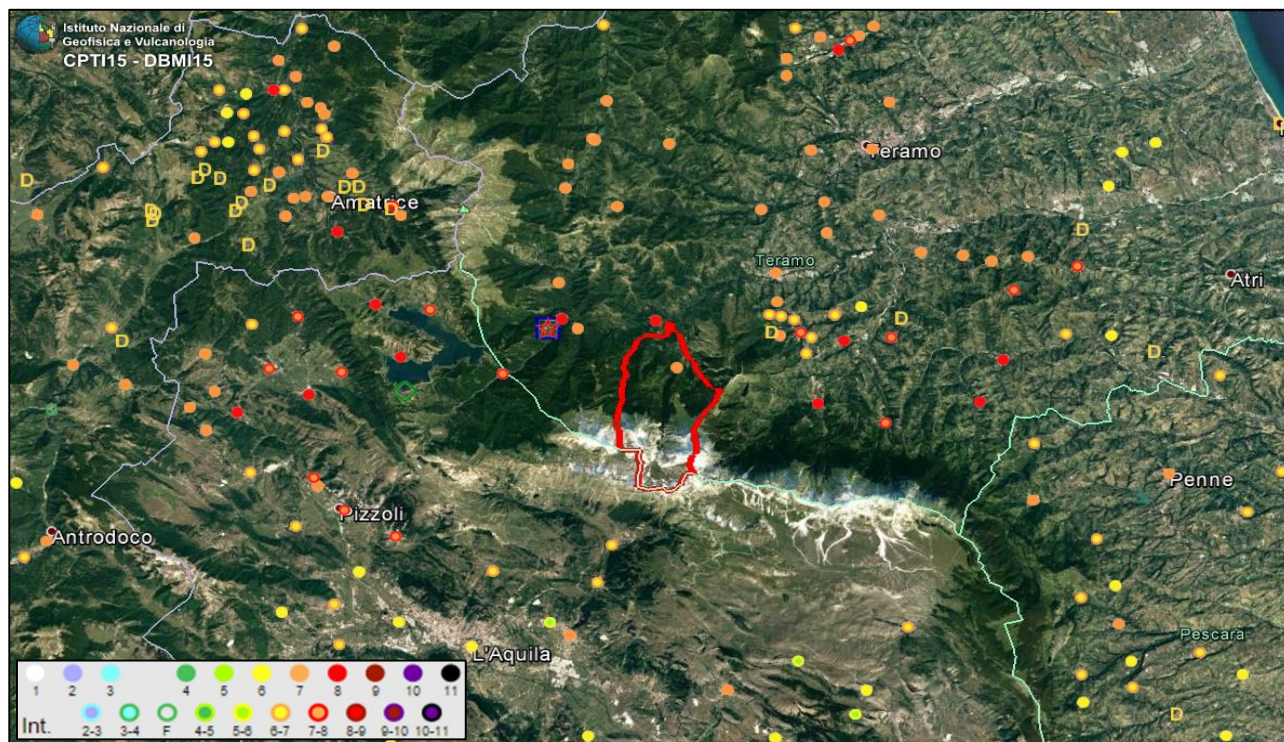 Istituto Nazionale di
Geofisica e Vulcanologia
CPTI15 - DBMI15
Teramo
D
D
D D
D
D
D D
Amatrice
D
D
D
D
D
D
D
D
Teramo
Atri
D
D
D
D
D
Penne
Pizzoli
Antrodoco
Pescara
L'Aquila
D
1 2 3 4 5 6 7 8 9 10 11
Int. 2-3 3-4 F 4-5 5-6 6-7 7-8 8-9 9-10 10-11